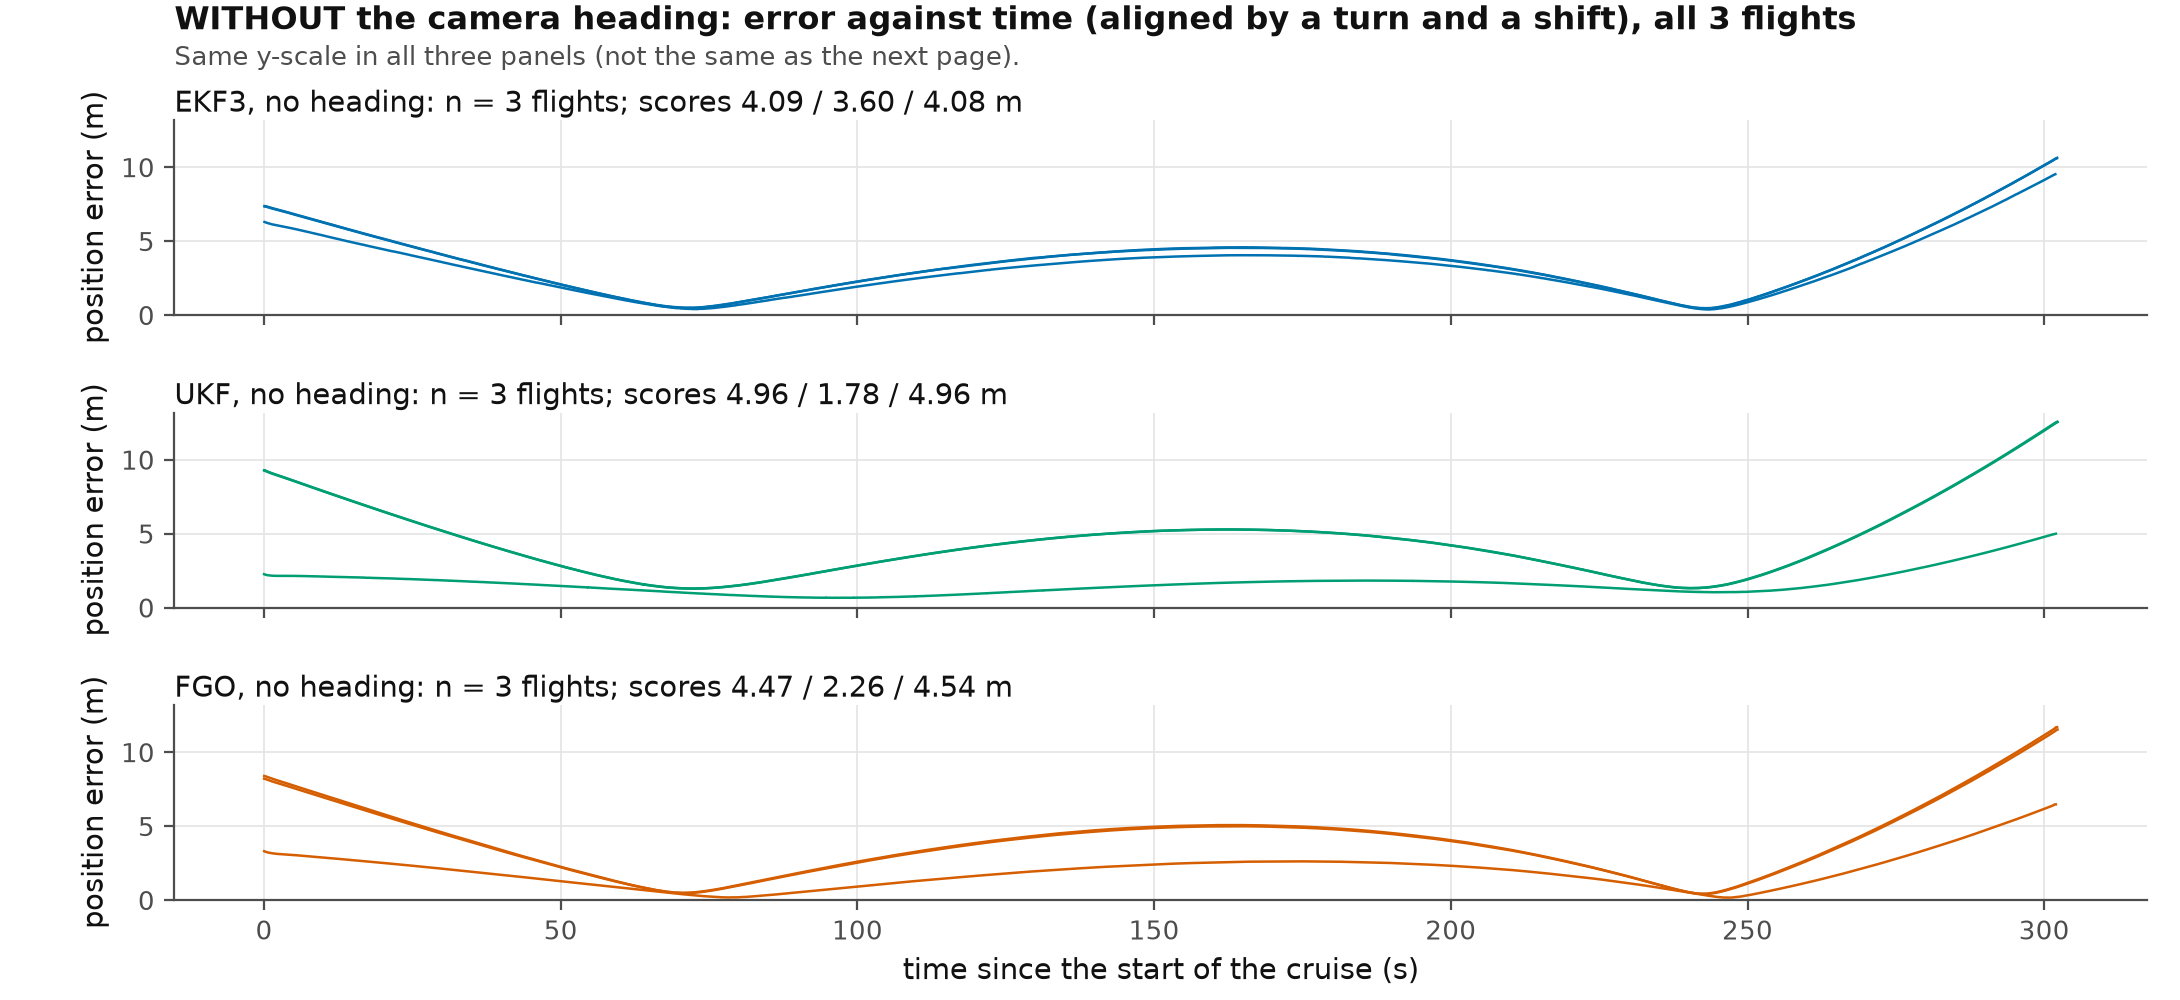 WITHOUT the camera heading: error against time (aligned by a turn and a shift), all 3 flights
Same y-scale in all three panels (not the same as the next page).
EKF3, no heading: n = 3 flights; scores 4.09 / 3.60 / 4.08 m
position error (m)
10
5
0
UKF, no heading: n = 3 flights; scores 4.96 / 1.78 / 4.96 m
position error (m)
10
5
0
FGO, no heading: n = 3 flights; scores 4.47 / 2.26 / 4.54 m
position error (m)
10
5
0
0 50 100 150 200 250 300
time since the start of the cruise (s)